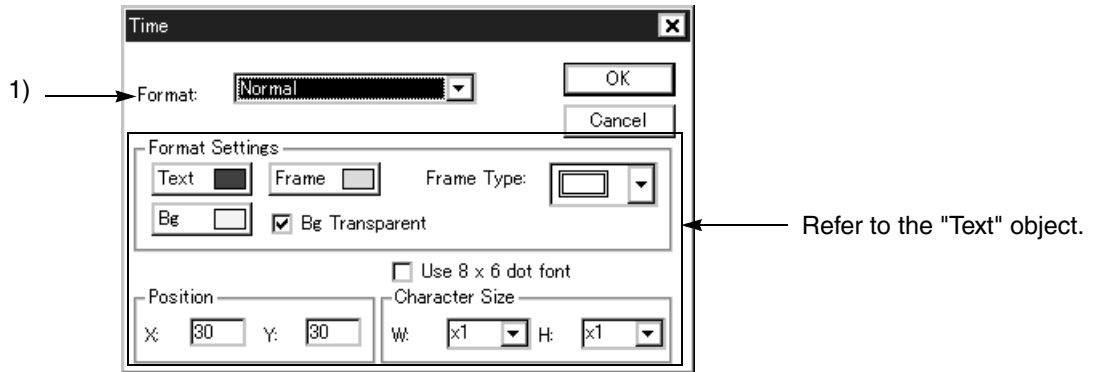 Time
1)
Format: Normal
OK
Cancel
Format Settings
Text Frame Frame Type:
Bg Bg Transparent
Refer to the "Text" object.
Use 8 x 6 dot font
Position Character Size
X: 30 Y: 30 W: x1 H: x1